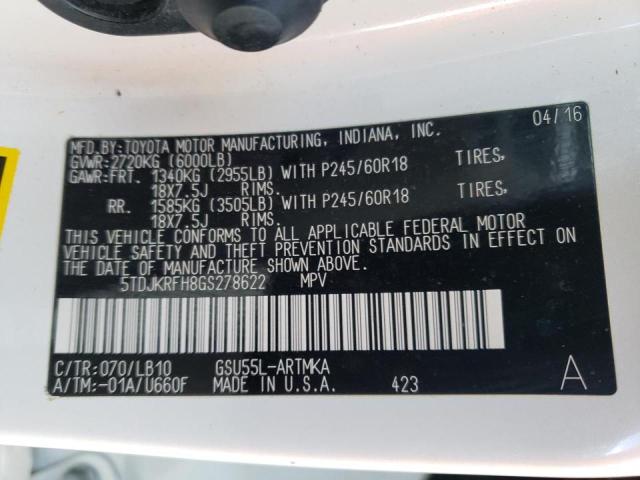 04/16
MFD.BY:TOYOTA MOTOR MANUFACTURING, INDIANA, INC.
GVWR:2720KG (6000LB)
GAWR:FRT. 1340KG (2955LB) WITH P245/60R18 TIRES,
18X7.5J RIMS.
RR. 1585KG (3505LB) WITH P245/60R18 TIRES,
18X7.5J RIMS.
THIS VEHICLE CONFORMS TO ALL APPLICABLE FEDERAL MOTOR
VEHICLE SAFETY AND THEFT PREVENTION STANDARDS IN EFFECT ON
THE DATE OF MANUFACTURE SHOWN ABOVE.
5TDJKRFH8GS278622 MPV
C/TR:070/LB10 GSU55L-ARTMKA
A/TM:-01A/U660F MADE IN U.S.A. 423 A